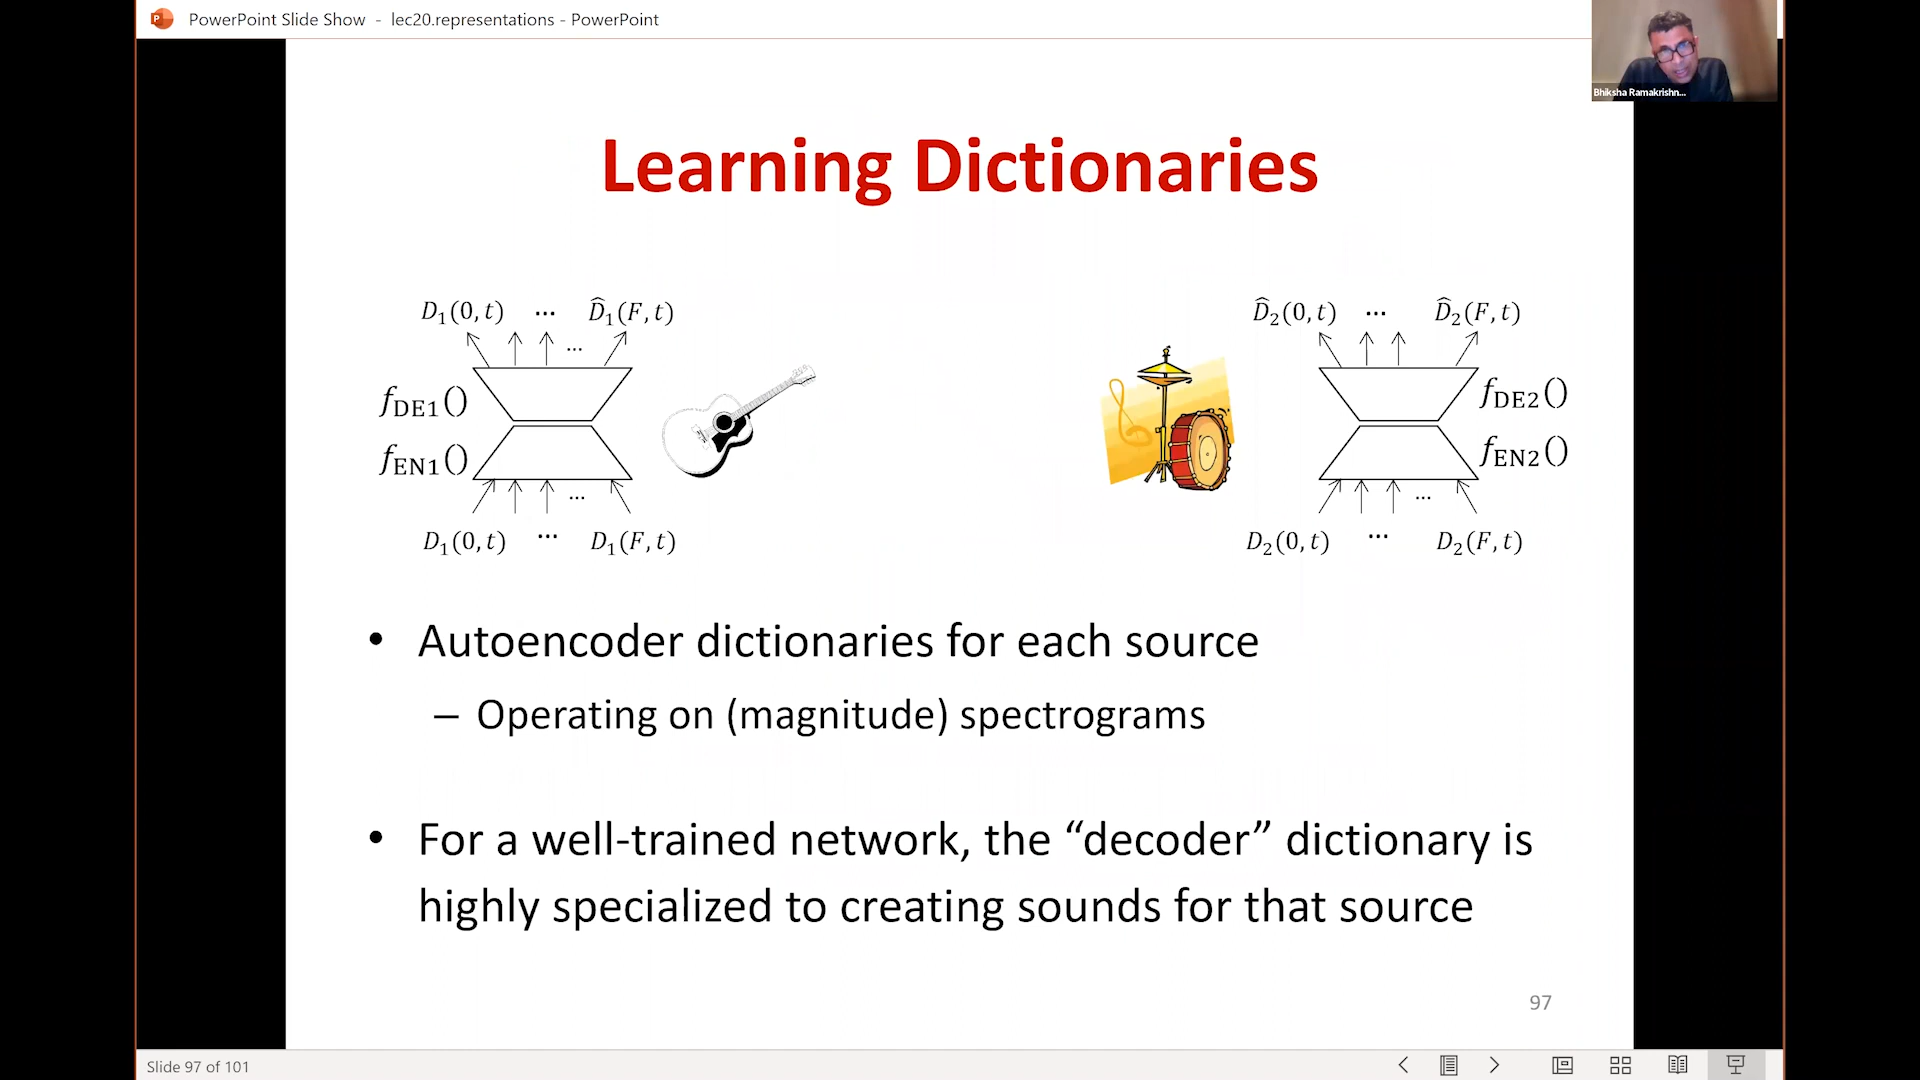 PowerPoint Slide Show - lec20.representations - PowerPoint
Bhiksha Ramakrishn...
Learning Dictionaries
D₁(0, t) ... D̂₁(F, t)
...
f_DE1()
f_EN1()
...
D₁(0, t) ... D₁(F, t)
D̂₂(0, t) ... D̂₂(F, t)
f_DE2()
f_EN2()
...
D₂(0, t) ... D₂(F, t)
• Autoencoder dictionaries for each source
– Operating on (magnitude) spectrograms
• For a well-trained network, the “decoder” dictionary is
highly specialized to creating sounds for that source
97
Slide 97 of 101